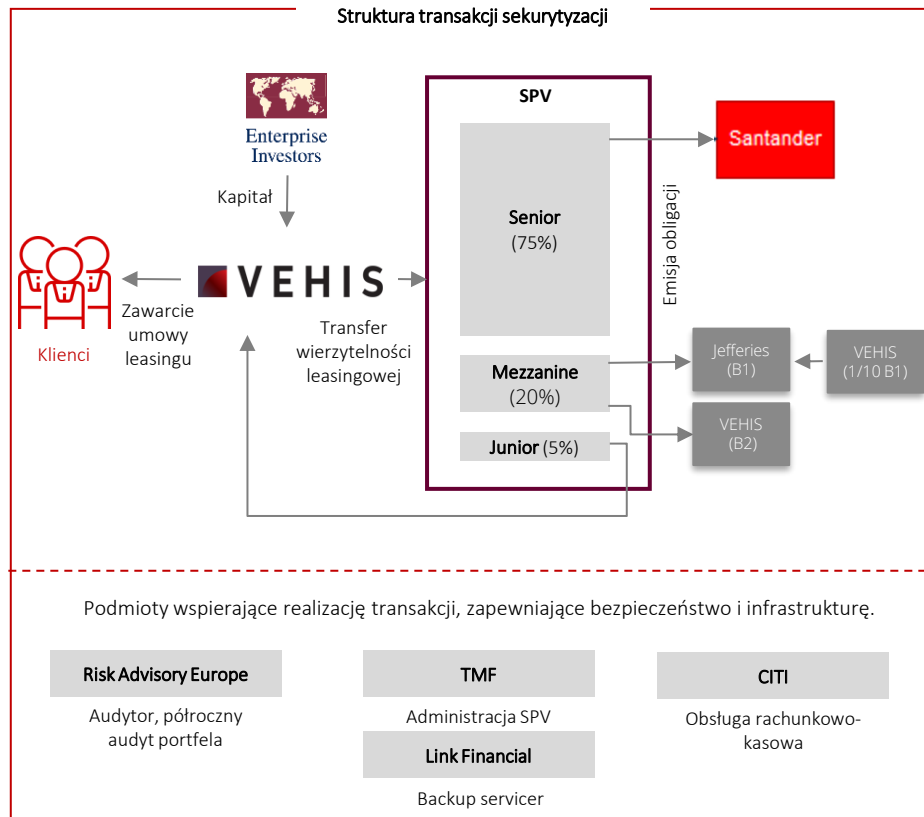 Struktura transakcji sekurytyzacji
Enterprise
Investors
Kapitał
Klienci
Zawarcie
umowy
leasingu
VEHIS
Transfer
wierzytelności
leasingowej
SPV
Senior
(75%)
Mezzanine
(20%)
Junior (5%)
Emisja obligacji
Santander
Jefferies
(B1)
VEHIS
(1/10 B1)
VEHIS
(B2)
Podmioty wspierające realizację transakcji, zapewniające bezpieczeństwo i infrastrukturę.
Risk Advisory Europe
Audytor, półroczny
audyt portfela
TMF
Administracja SPV
Link Financial
Backup servicer
CITI
Obsługa rachunkowo-
kasowa